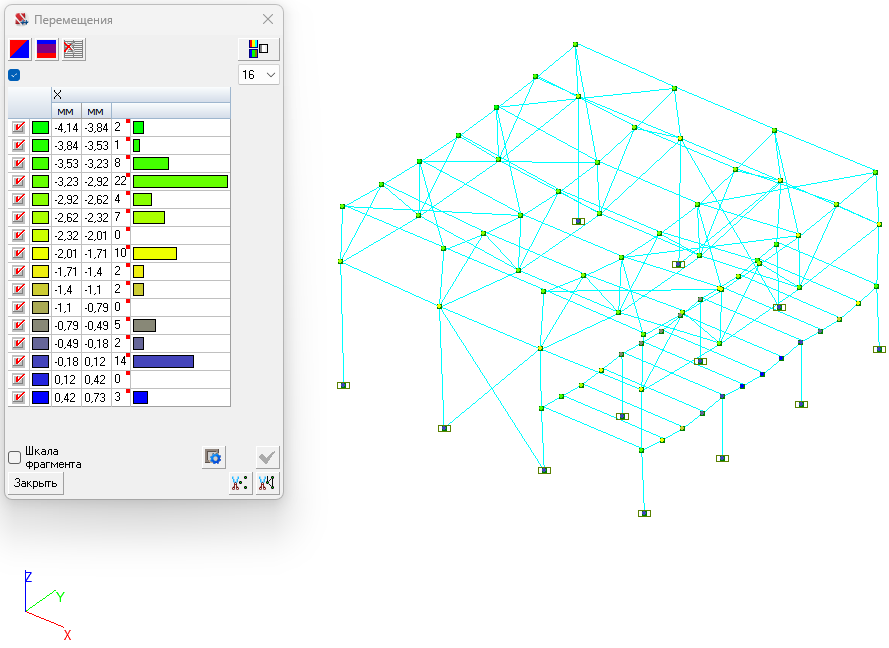 Перемещения
16
X
мм мм
-4,14 -3,84 2
-3,84 -3,53 1
-3,53 -3,23 8
-3,23 -2,92 22
-2,92 -2,62 4
-2,62 -2,32 7
-2,32 -2,01 0
-2,01 -1,71 10
-1,71 -1,4 2
-1,4 -1,1 2
-1,1 -0,79 0
-0,79 -0,49 5
-0,49 -0,18 2
-0,18 0,12 14
0,12 0,42 0
0,42 0,73 3
Шкала
фрагмента
Закрыть
Z
Y
X